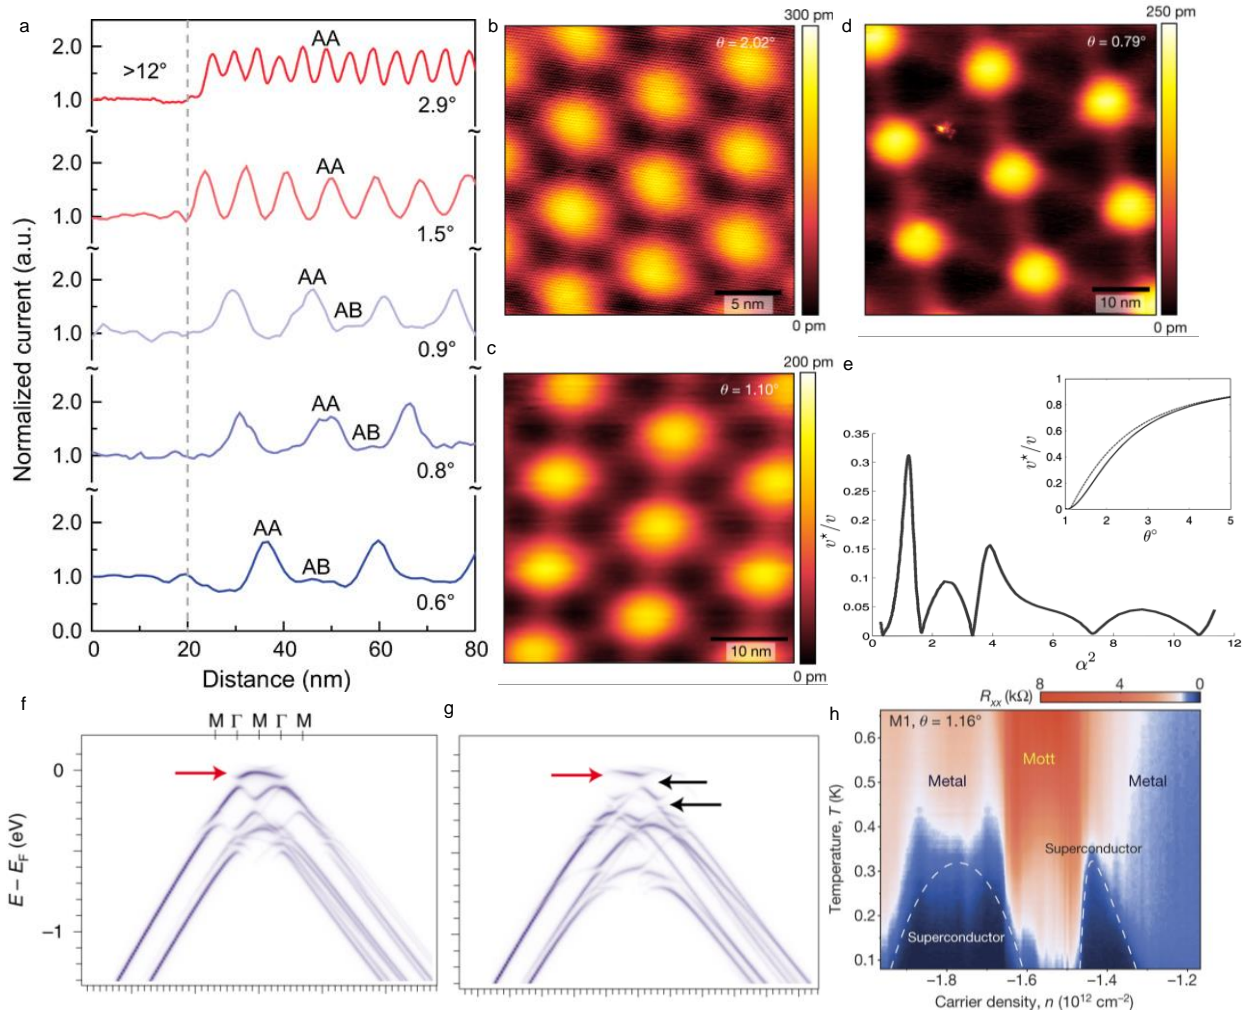 a
2.0
AA
>12°
1.0
2.9°
2.0
AA
1.0
1.5°
2.0
AA
AB
1.0
0.9°
2.0
AA
AB
1.0
0.8°
2.0
AA
AB
1.0
0.6°
0.0
0 20 40 60 80
Distance (nm)
Normalized current (a.u.)
b
300 pm
θ = 2.02°
5 nm
0 pm
c
200 pm
θ = 1.10°
10 nm
0 pm
d
250 pm
θ = 0.79°
10 nm
0 pm
e
1
0.8
0.6
0.4
0.2
0
1 2 3 4 5
v*/v
θ°
0.35
0.3
0.25
0.2
0.15
0.1
0.05
0
0 2 4 6 8 10 12
v*/v
α²
f
M Γ M Γ M
0
−1
E − E_F (eV)
g
h
R_xx (kΩ)
8 4 0
M1, θ = 1.16°
Mott
Metal
Metal
Superconductor
Superconductor
0.6
0.5
0.4
0.3
0.2
0.1
Temperature, T (K)
−1.8 −1.6 −1.4 −1.2
Carrier density, n (10¹² cm⁻²)